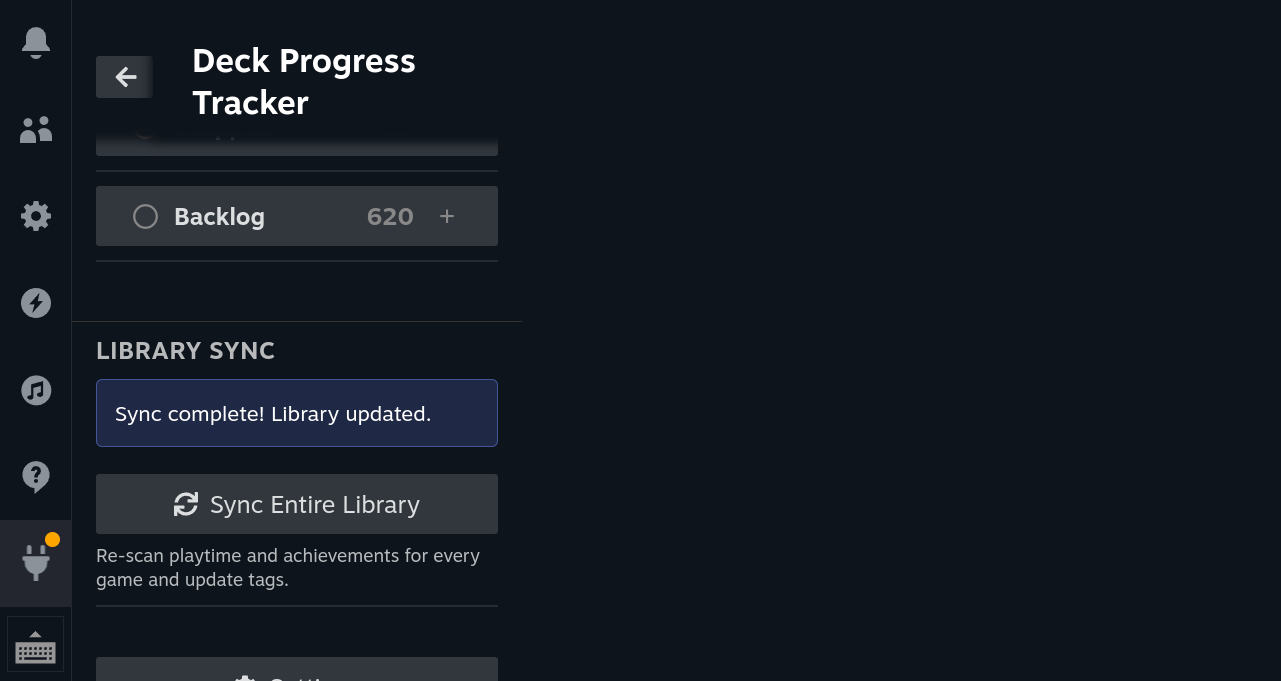 Deck Progress
Tracker
Backlog 620 +
LIBRARY SYNC
Sync complete! Library updated.
Sync Entire Library
Re-scan playtime and achievements for every
game and update tags.